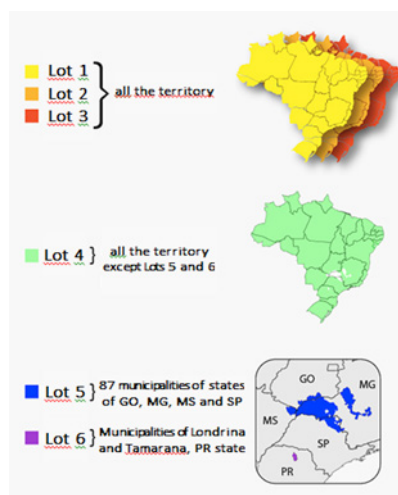 Lot 1
Lot 2
Lot 3
all the territory
Lot 4
all the territory
except Lots 5 and 6
Lot 5
87 municipalities of states
of GO, MG, MS and SP
Lot 6
Municipalities of Londrina
and Tamarana, PR state
GO
MG
MS
SP
PR